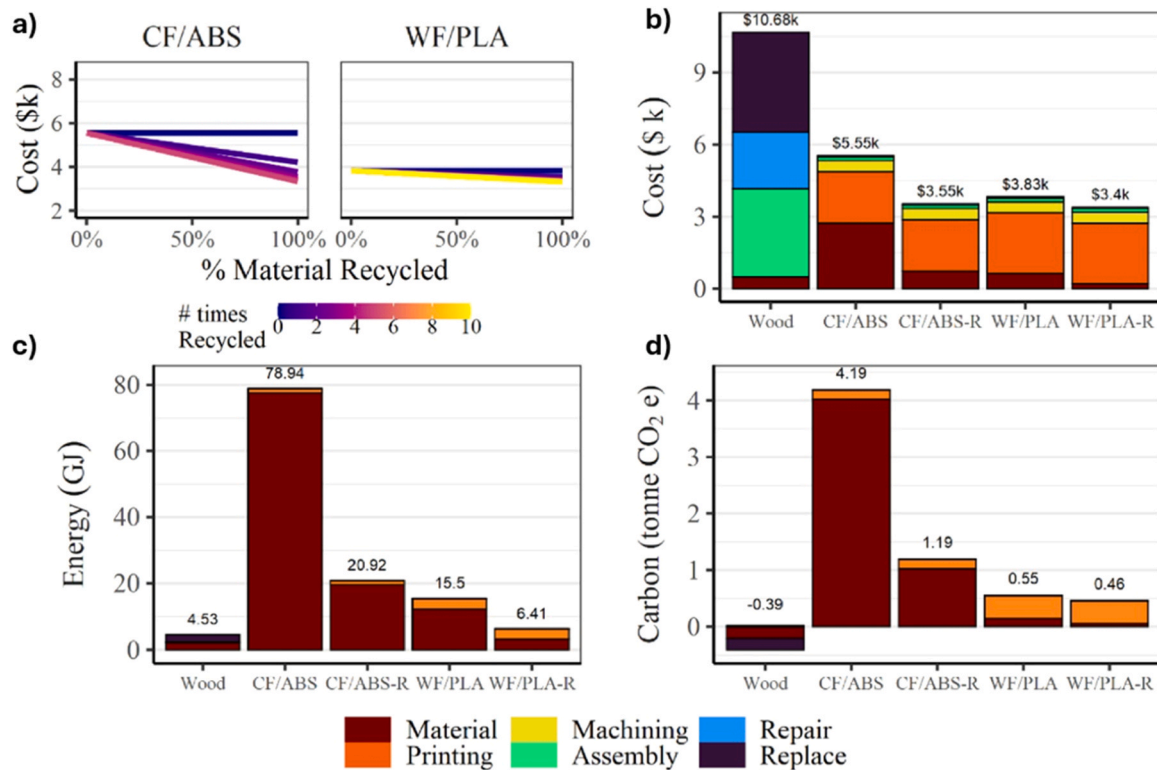 a)
CF/ABS
WF/PLA
Cost ($k)
8
6
4
2
0%
50%
100%
0%
50%
100%
% Material Recycled
# times
Recycled
0 2 4 6 8 10
b)
Cost ($ k)
9
6
3
0
$10.68k
$5.55k
$3.55k
$3.83k
$3.4k
Wood CF/ABS CF/ABS-R WF/PLA WF/PLA-R
c)
Energy (GJ)
80
60
40
20
0
4.53
78.94
20.92
15.5
6.41
Wood CF/ABS CF/ABS-R WF/PLA WF/PLA-R
d)
Carbon (tonne CO₂ e)
4
3
2
1
0
-0.39
4.19
1.19
0.55
0.46
Wood CF/ABS CF/ABS-R WF/PLA WF/PLA-R
Material Machining Repair
Printing Assembly Replace